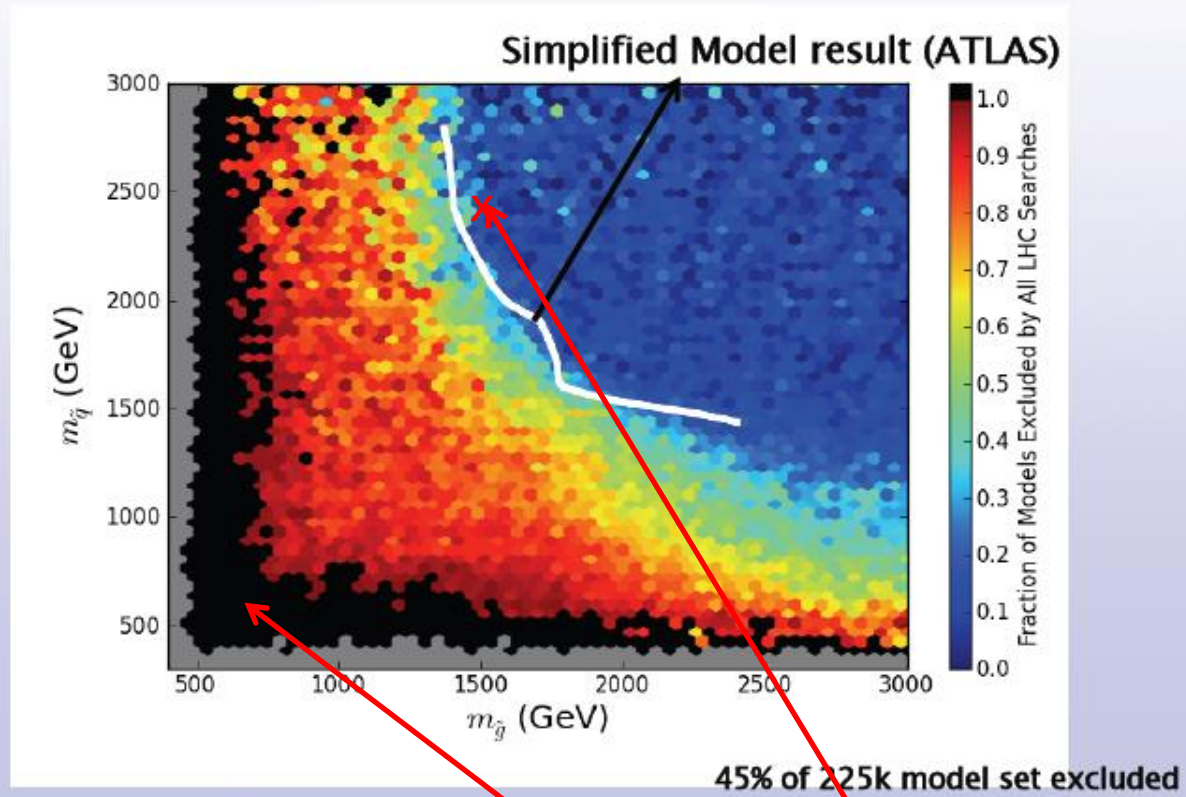 Simplified Model result (ATLAS)
3000
2500
2000
1500
1000
500
m_q̃ (GeV)
500 1000 1500 2000 2500 3000
m_g̃ (GeV)
1.0
0.9
0.8
0.7
0.6
0.5
0.4
0.3
0.2
0.1
0.0
Fraction of Models Excluded by All LHC Searches
45% of 225k model set excluded